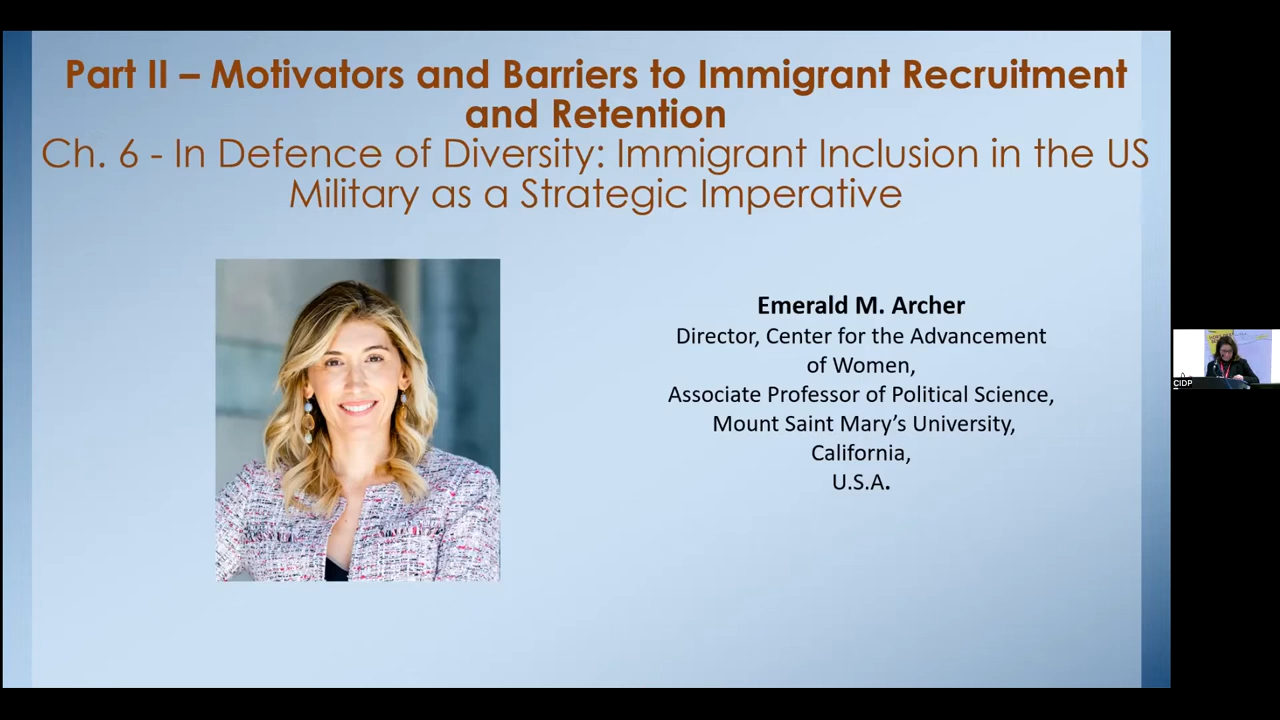 Part II – Motivators and Barriers to Immigrant Recruitment
and Retention
Ch. 6 - In Defence of Diversity: Immigrant Inclusion in the US
Military as a Strategic Imperative
Emerald M. Archer
Director, Center for the Advancement
of Women,
Associate Professor of Political Science,
Mount Saint Mary’s University,
California,
U.S.A.
CIDP